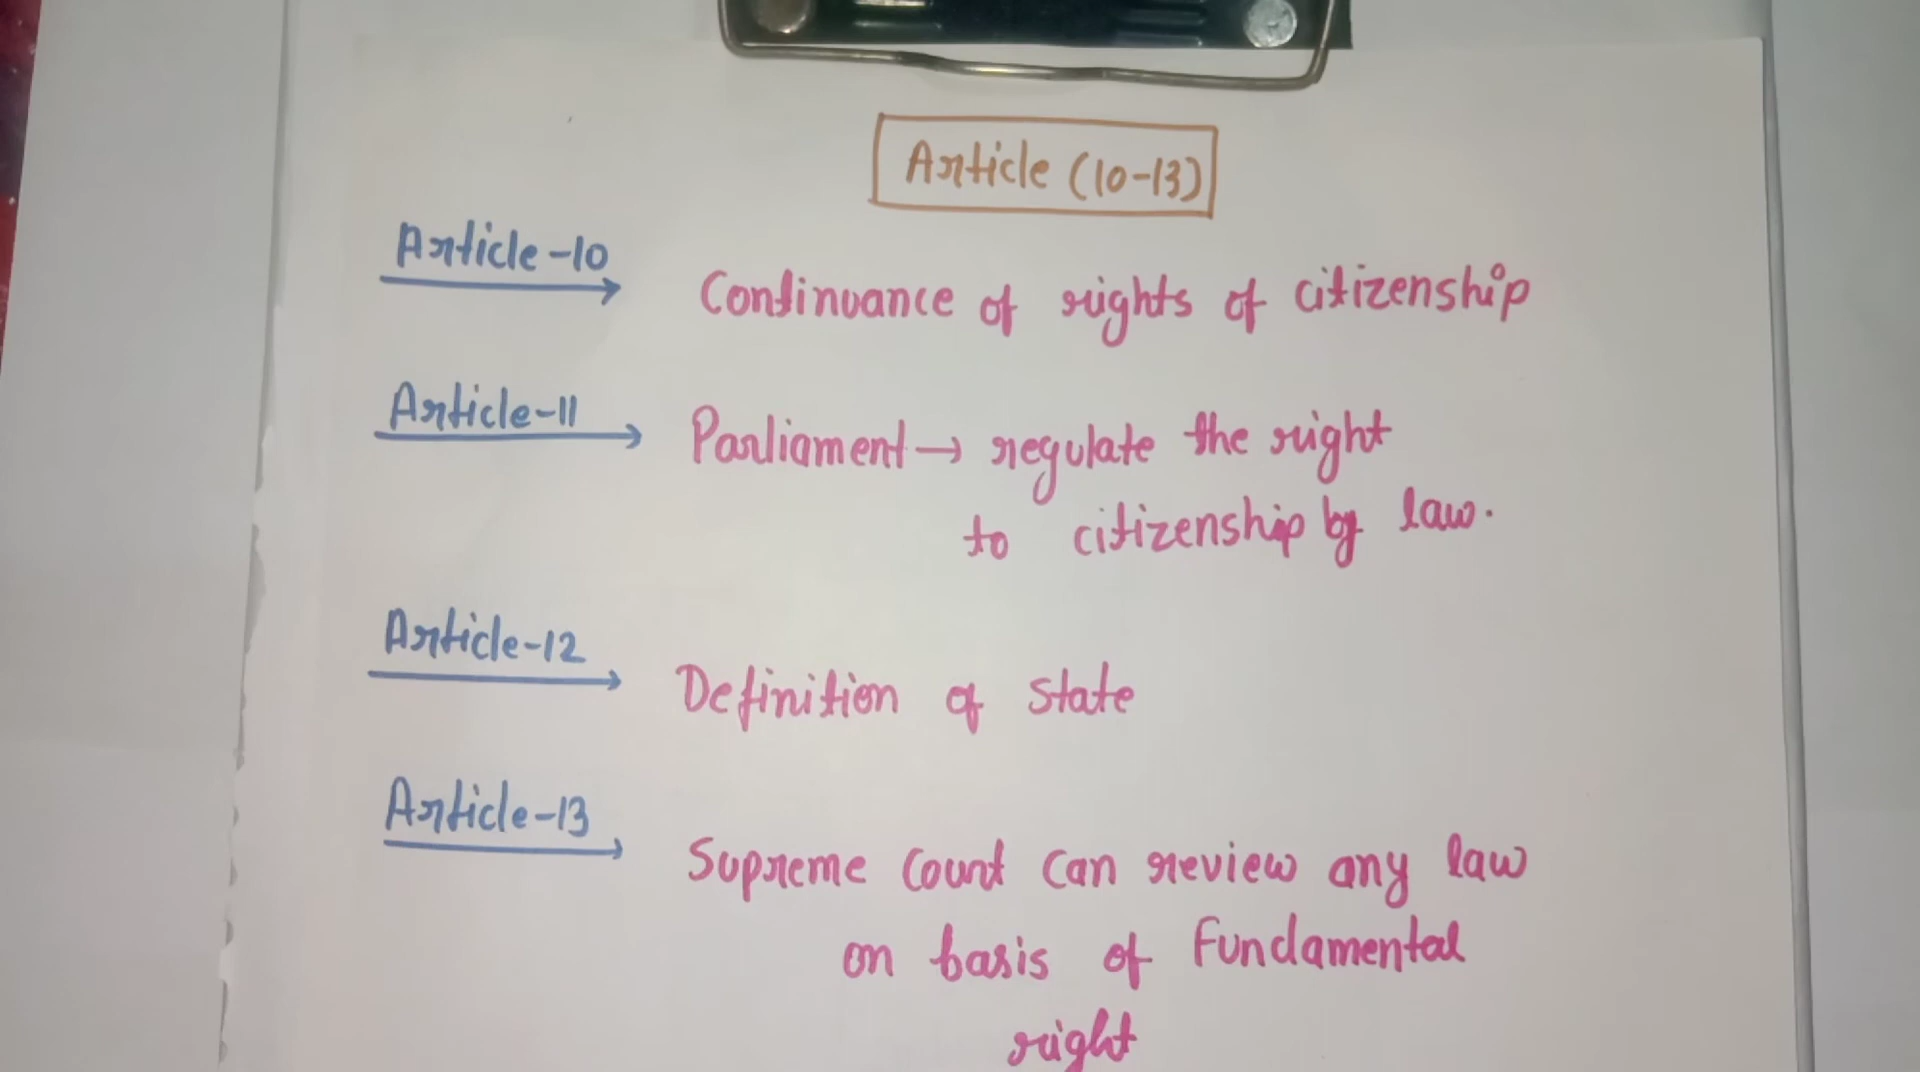 Article (10-13)
Article-10
Continuance of rights of citizenship
Article-11
Parliament → regulate the right
to citizenship by law.
Article-12
Definition of state
Article-13
Supreme Court can review any law
on basis of Fundamental
right